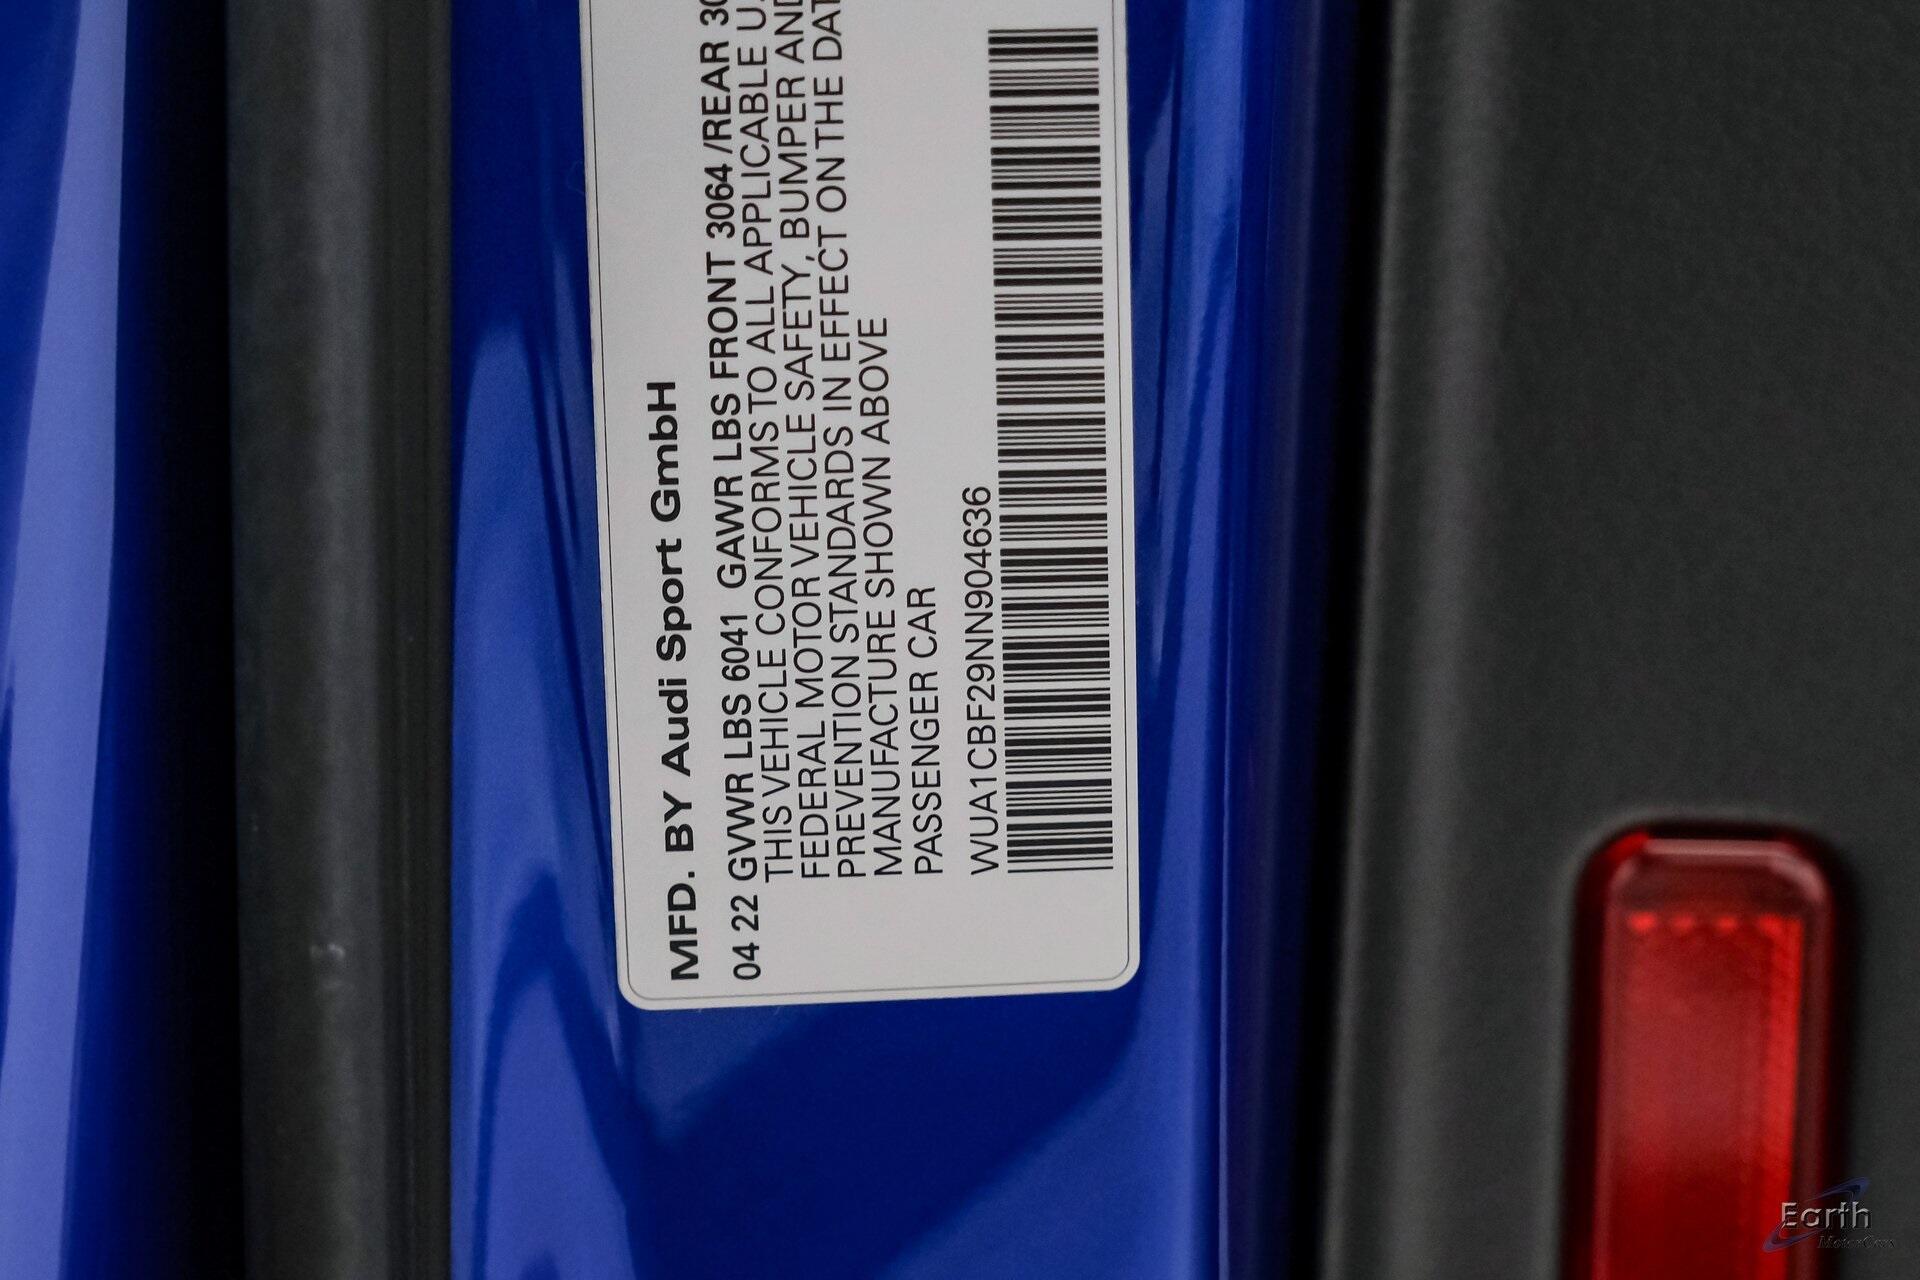 MFD. BY Audi Sport GmbH
04 22 GVWR LBS 6041 GAWR LBS FRONT 3064 /REAR 30
THIS VEHICLE CONFORMS TO ALL APPLICABLE U.
FEDERAL MOTOR VEHICLE SAFETY, BUMPER AND
PREVENTION STANDARDS IN EFFECT ON THE DAT
MANUFACTURE SHOWN ABOVE
PASSENGER CAR
WUA1CBF29NN904636
Earth
MotorCars